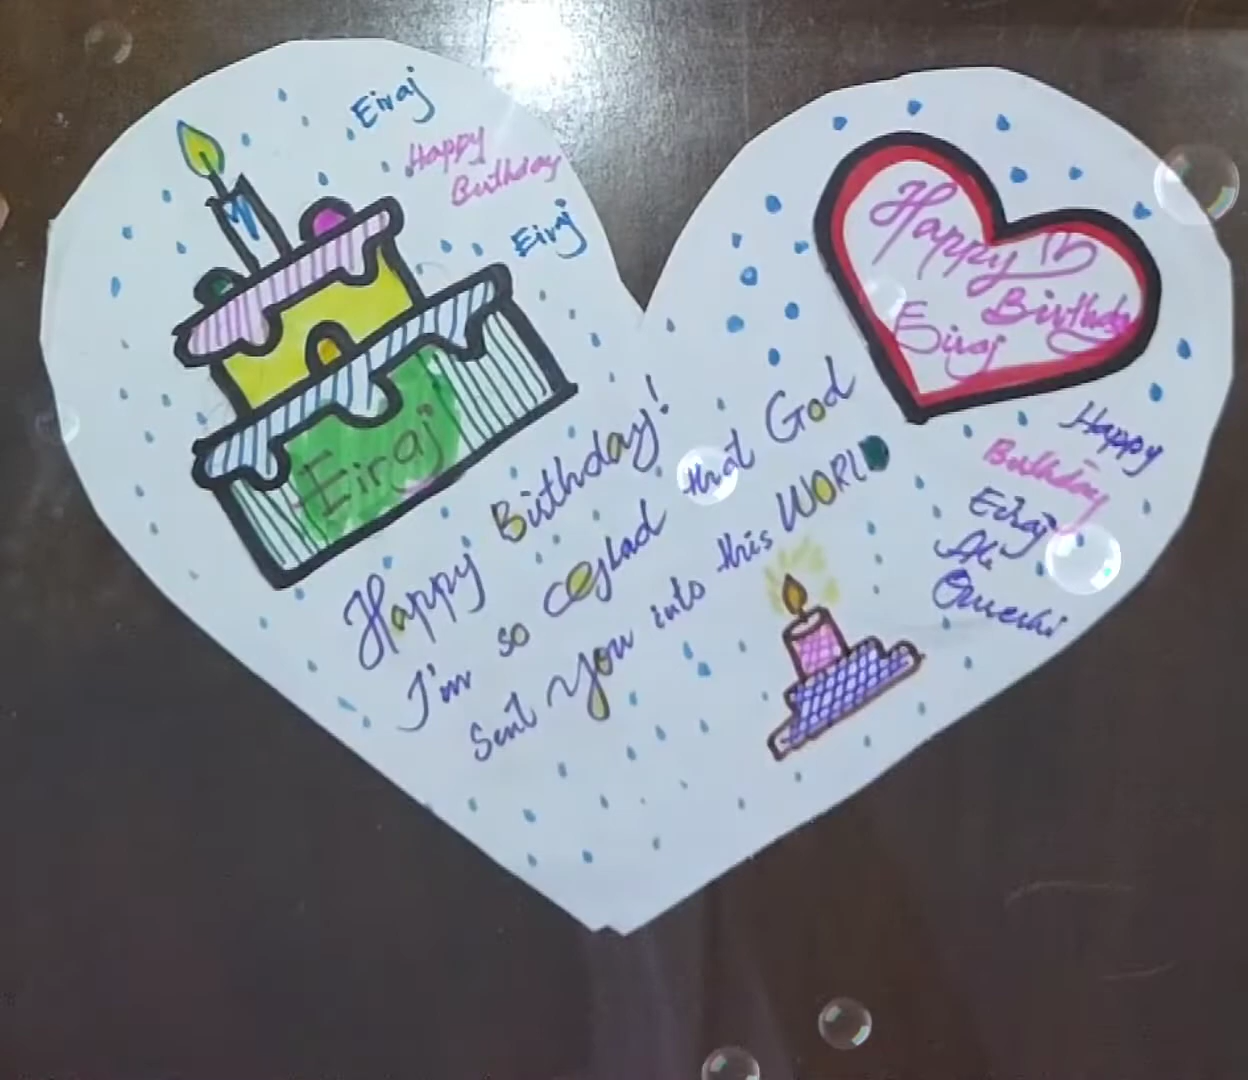 Eiraj
Happy
Birthday
Eiraj
Eiraj
Happy Birthday
Eiraj
Happy Birthday!
I'm so Glad that God
Sent You into this WORLD
Happy
Birthday
Eiraj
Ali